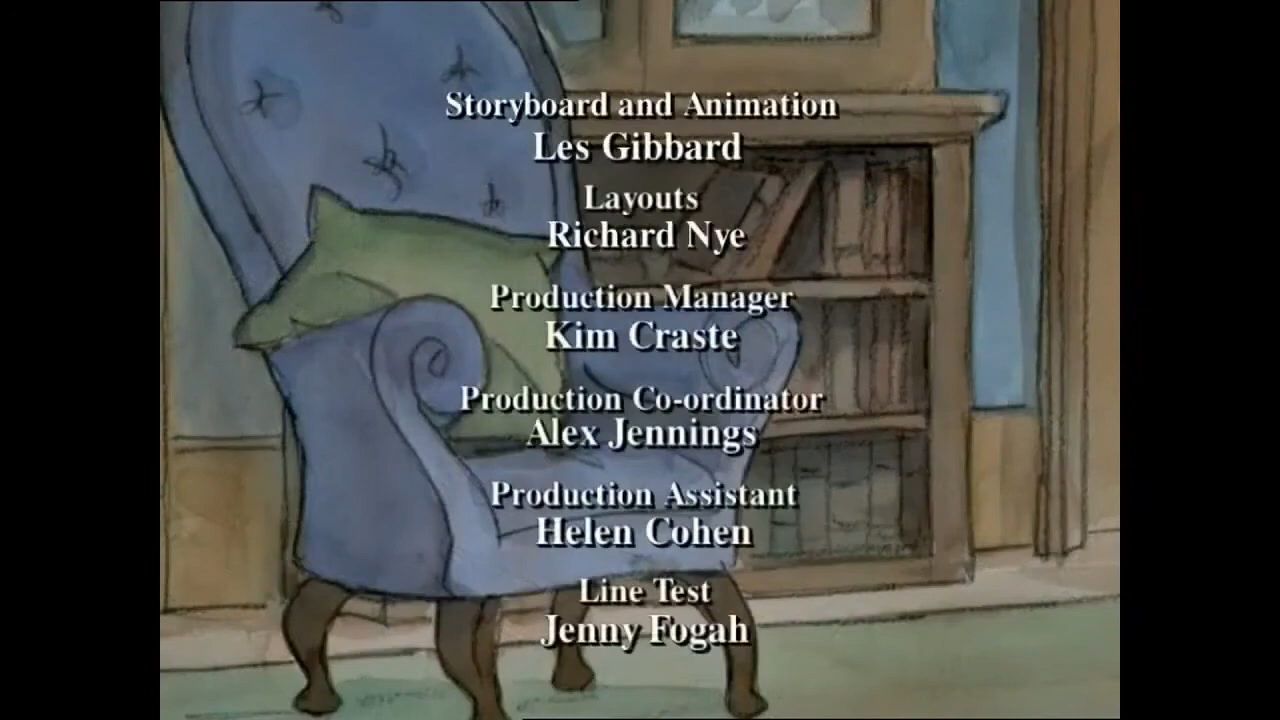 Storyboard and Animation
Les Gibbard
Layouts
Richard Nye
Production Manager
Kim Craste
Production Co-ordinator
Alex Jennings
Production Assistant
Helen Cohen
Line Test
Jenny Fogah